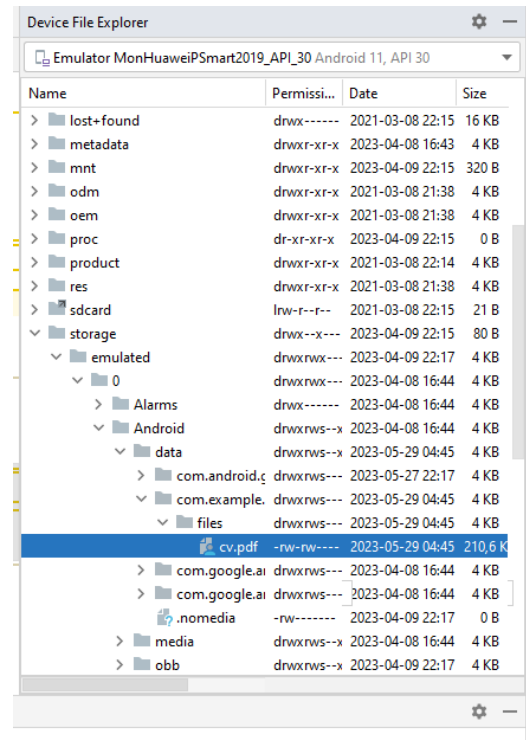 Device File Explorer
Emulator MonHuaweiPSmart2019_API_30 Android 11, API 30
Name Permissi... Date Size
lost+found drwx------ 2021-03-08 22:15 16 KB
metadata drwxr-xr-x 2023-04-08 16:43 4 KB
mnt drwxr-xr-x 2023-04-09 22:15 320 B
odm drwxr-xr-x 2021-03-08 21:38 4 KB
oem drwxr-xr-x 2021-03-08 21:38 4 KB
proc dr-xr-xr-x 2023-04-09 22:15 0 B
product drwxr-xr-x 2021-03-08 22:14 4 KB
res drwxr-xr-x 2021-03-08 21:38 4 KB
sdcard lrw-r--r-- 2021-03-08 22:15 21 B
storage drwx--x--- 2023-04-09 22:15 80 B
emulated drwxrwx--- 2023-04-09 22:17 4 KB
0 drwxrwx--- 2023-04-08 16:44 4 KB
Alarms drwx------ 2023-04-08 16:44 4 KB
Android drwxrws--x 2023-04-08 16:44 4 KB
data drwxrws--x 2023-05-29 04:45 4 KB
com.android.g drwxrws--- 2023-05-27 22:17 4 KB
com.example. drwxrws--- 2023-05-29 04:45 4 KB
files drwxrws--- 2023-05-29 04:45 4 KB
cv.pdf -rw-rw---- 2023-05-29 04:45 210,6 K
com.google.ai drwxrws--- 2023-04-08 16:44 4 KB
com.google.ai drwxrws--- 2023-04-08 16:44 4 KB
.nomedia -rw------- 2023-04-09 22:17 0 B
media drwxrws--x 2023-04-08 16:44 4 KB
obb drwxrws--x 2023-04-09 22:17 4 KB